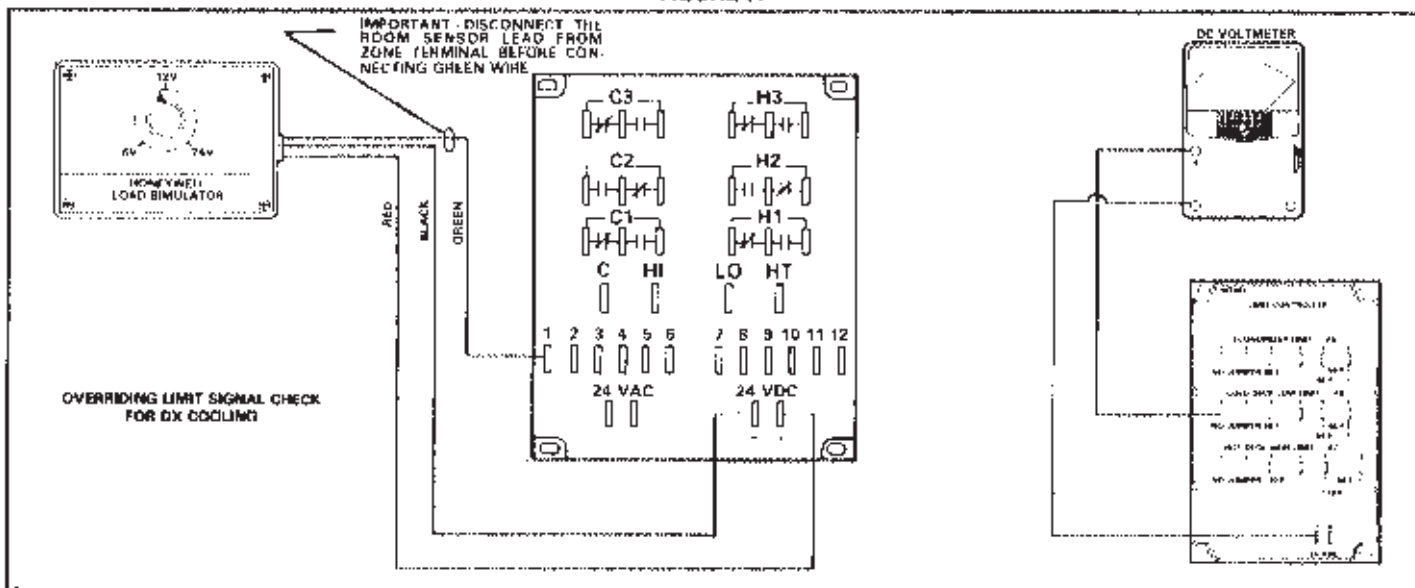 IMPORTANT - DISCONNECT THE
ROOM SENSOR LEAD FROM
ZONE TERMINAL BEFORE CON-
NECTING GREEN WIRE
DC VOLTMETER
12V
6V
HONEYWELL
LOAD SIMULATOR
RED
BLACK
GREEN
C3 H3
C2 H2
C1 H1
C HI LO HT
1 2 3 4 5 6 7 8 9 10 11 12
24 VAC 24 VDC
OVERRIDING LIMIT SIGNAL CHECK
FOR DX COOLING
LIMIT CONTROLLER